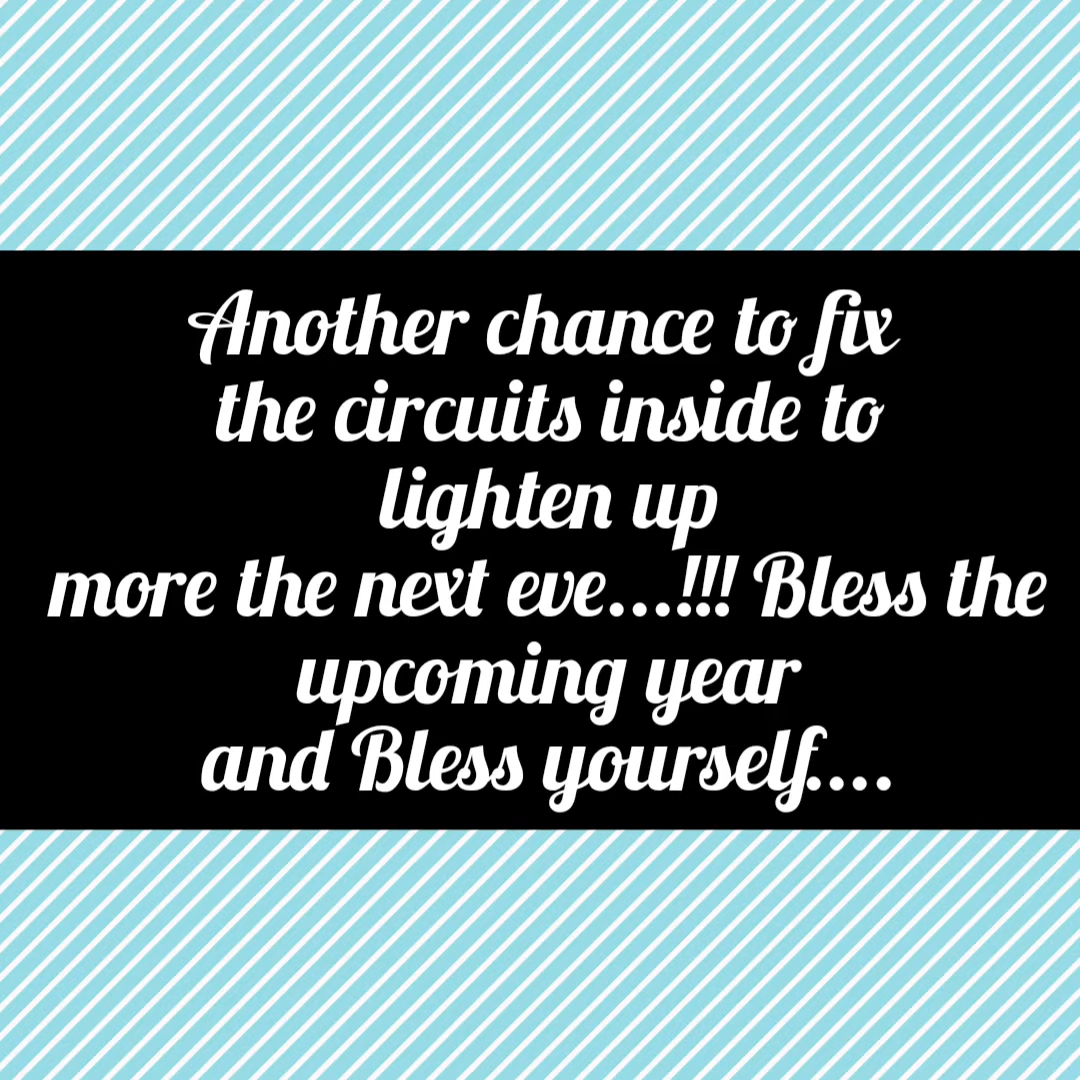 Another chance to fix
the circuits inside to
lighten up
more the next eve...!!! Bless the
upcoming year
and Bless yourself....